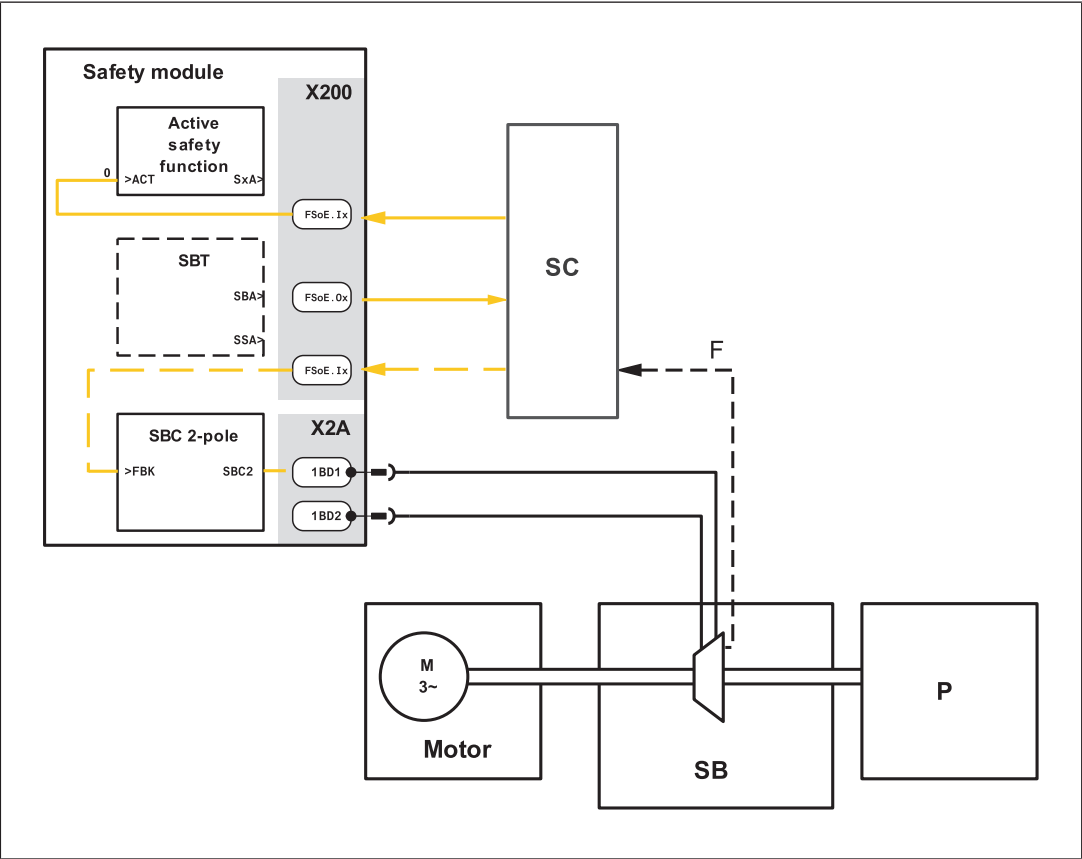 Safety module
X200
Active
safety
function
0
>ACT
SxA>
FSoE.Ix
SBT
SBA>
FSoE.Ox
SSA>
FSoE.Ix
SC
F
X2A
SBC 2-pole
>FBK
SBC2
1BD1
1BD2
M
3~
Motor
SB
P